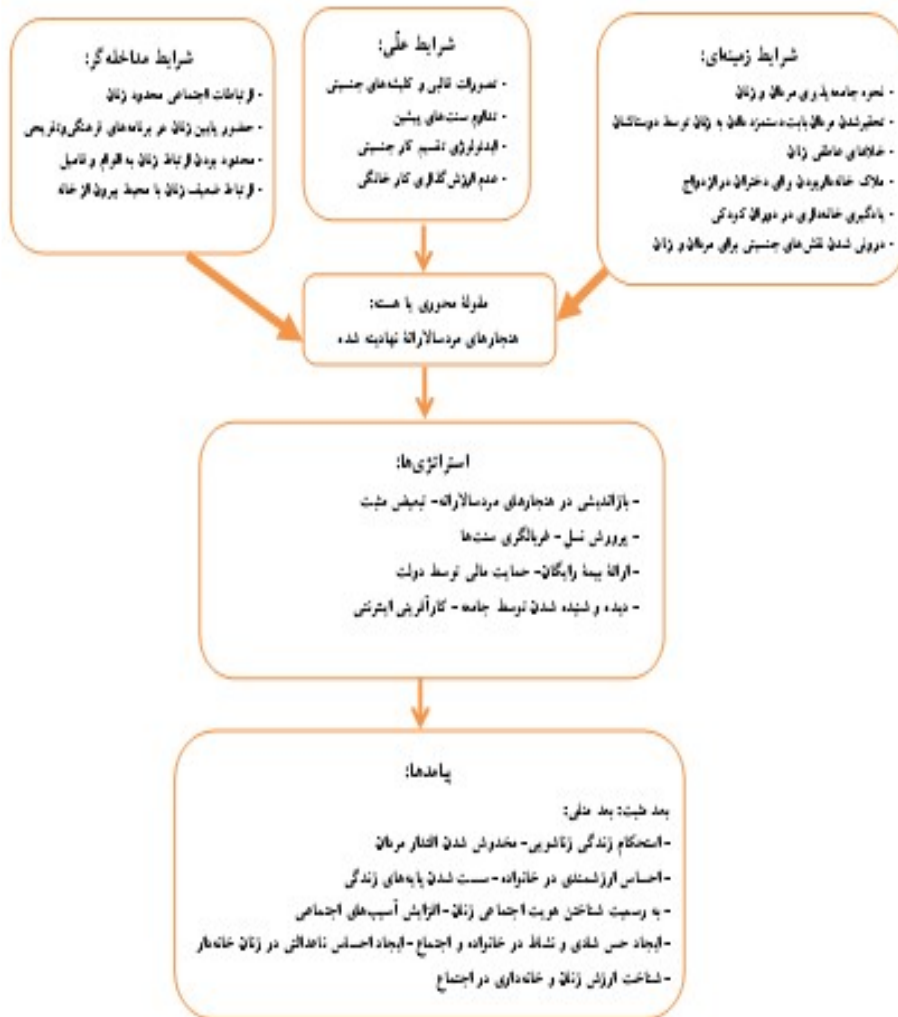 شرایط زمینه‌ای:
- نحوه جامعه‌پذیری مردان و زنان
- تحقیرشدن مردان بابت دستمزد دادن به زنان توسط دوستانشان
- خلاهای عاطفی زنان
- ملاک خانه‌داربودن برای دختران در ازدواج
- یادگیری خانه‌داری در دوران کودکی
- درونی شدن نقش‌های جنسیتی برای مردان و زنان
شرایط علّی:
- تصورات قالبی و کلیشه‌های جنسیتی
- تداوم سنت‌های پیشین
- ایدئولوژی تقسیم کار جنسیتی
- عدم ارزش‌گذاری کار خانگی
شرایط مداخله‌گر:
- ارتباطات اجتماعی محدود زنان
- حضور پایین زنان در برنامه‌های فرهنگی‌وتفریحی
- محدود بودن ارتباط زنان به اقوام و فامیل
- ارتباط ضعیف زنان با محیط بیرون از خانه
مقولۀ محوری یا هسته:
هنجارهای مردسالارانۀ نهادینه شده
استراتژی‌ها:
- بازاندیشی در هنجارهای مردسالارانه- تبعیض مثبت
- پرورش نسل- غربالگری سنت‌ها
- ارائۀ بیمۀ رایگان- حمایت مالی توسط دولت
- دیده و شنیده شدن توسط جامعه- کارآفرینی اینترنتی
پیامدها:
بعد مثبت: بعد منفی:
- استحکام زندگی زناشویی- مخدوش شدن اقتدار مردان
- احساس ارزشمندی در خانواده- سست شدن پایه‌های زندگی
- به رسمیت شناختن هویت اجتماعی زنان- افزایش آسیب‌های اجتماعی
- ایجاد حس شادی و نشاط در خانواده و اجتماع- ایجاد احساس ناعدالتی در زنان خانه‌دار
- شناخت ارزش زنان و خانه‌داری در اجتماع